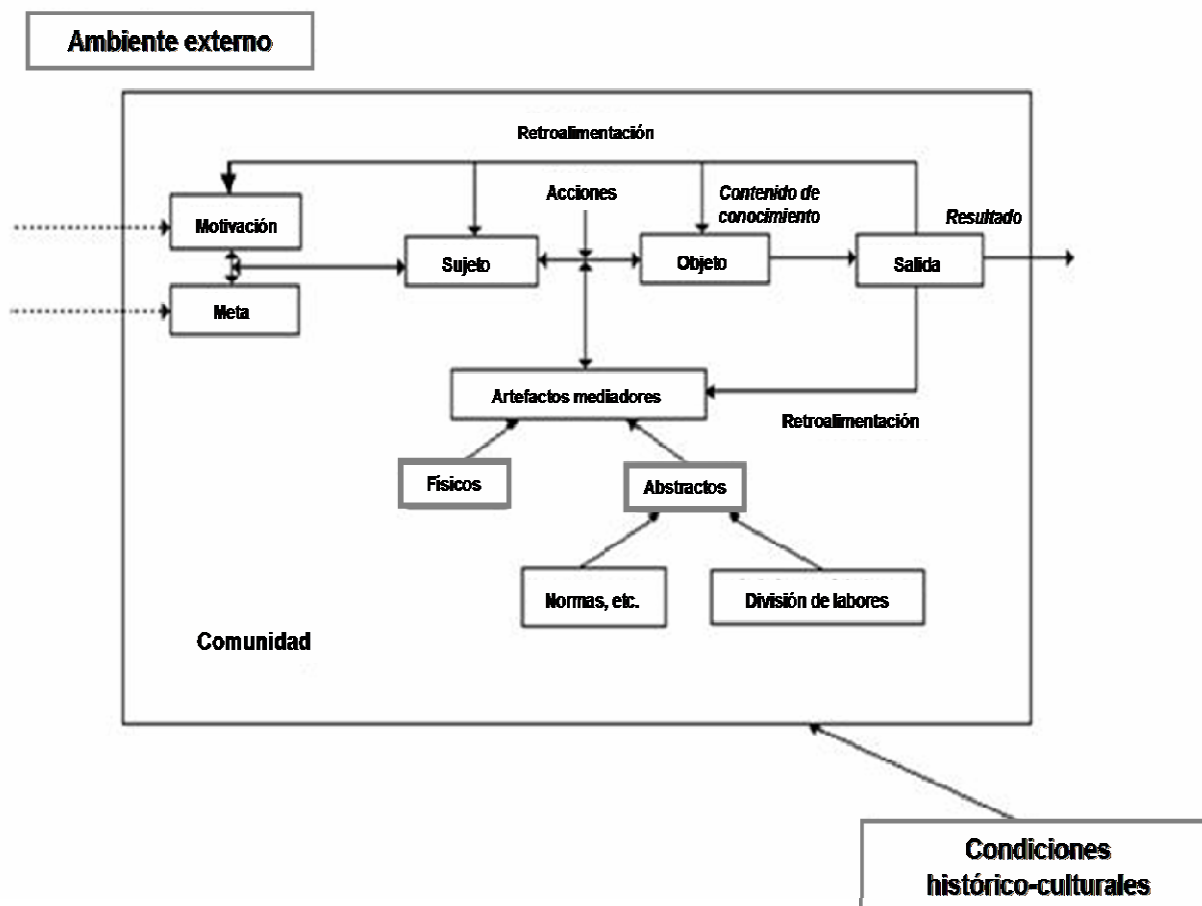 Ambiente externo
Retroalimentación
Acciones
Contenido de
conocimiento
Resultado
Motivación
Sujeto
Objeto
Salida
Meta
Artefactos mediadores
Retroalimentación
Físicos
Abstractos
Normas, etc.
División de labores
Comunidad
Condiciones
histórico-culturales